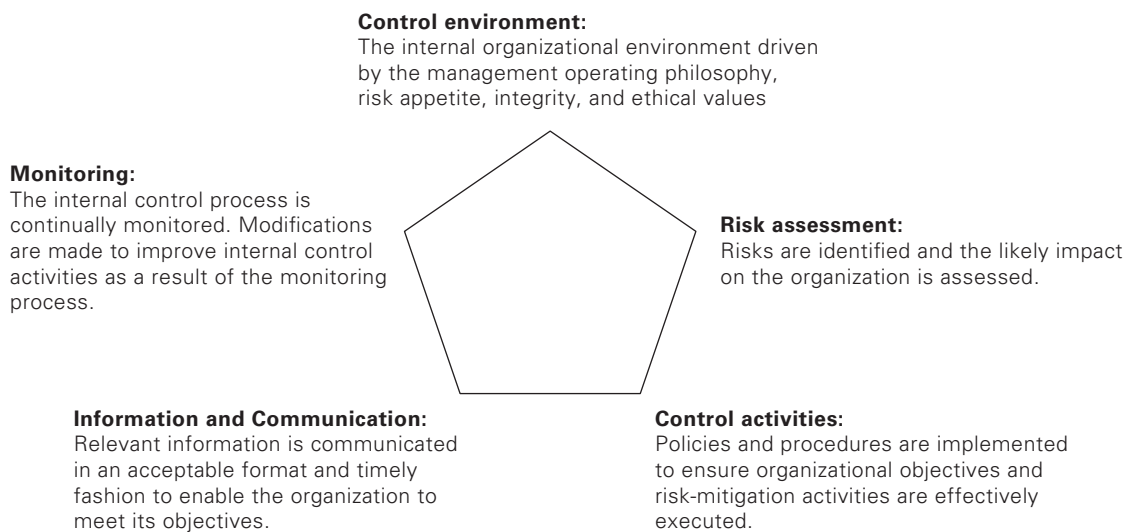 Control environment:
The internal organizational environment driven
by the management operating philosophy,
risk appetite, integrity, and ethical values
Monitoring:
The internal control process is
continually monitored. Modifications
are made to improve internal control
activities as a result of the monitoring
process.
Risk assessment:
Risks are identified and the likely impact
on the organization is assessed.
Information and Communication:
Relevant information is communicated
in an acceptable format and timely
fashion to enable the organization to
meet its objectives.
Control activities:
Policies and procedures are implemented
to ensure organizational objectives and
risk-mitigation activities are effectively
executed.